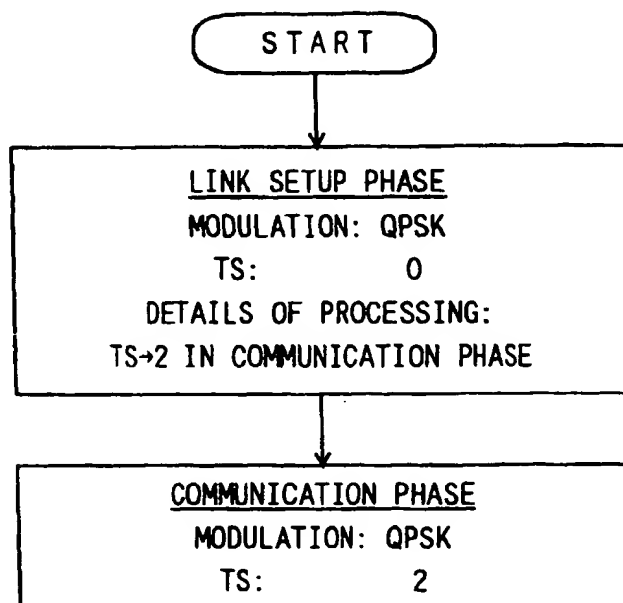 START
LINK SETUP PHASE
MODULATION: QPSK
TS: 0
DETAILS OF PROCESSING:
TS→2 IN COMMUNICATION PHASE
COMMUNICATION PHASE
MODULATION: QPSK
TS: 2